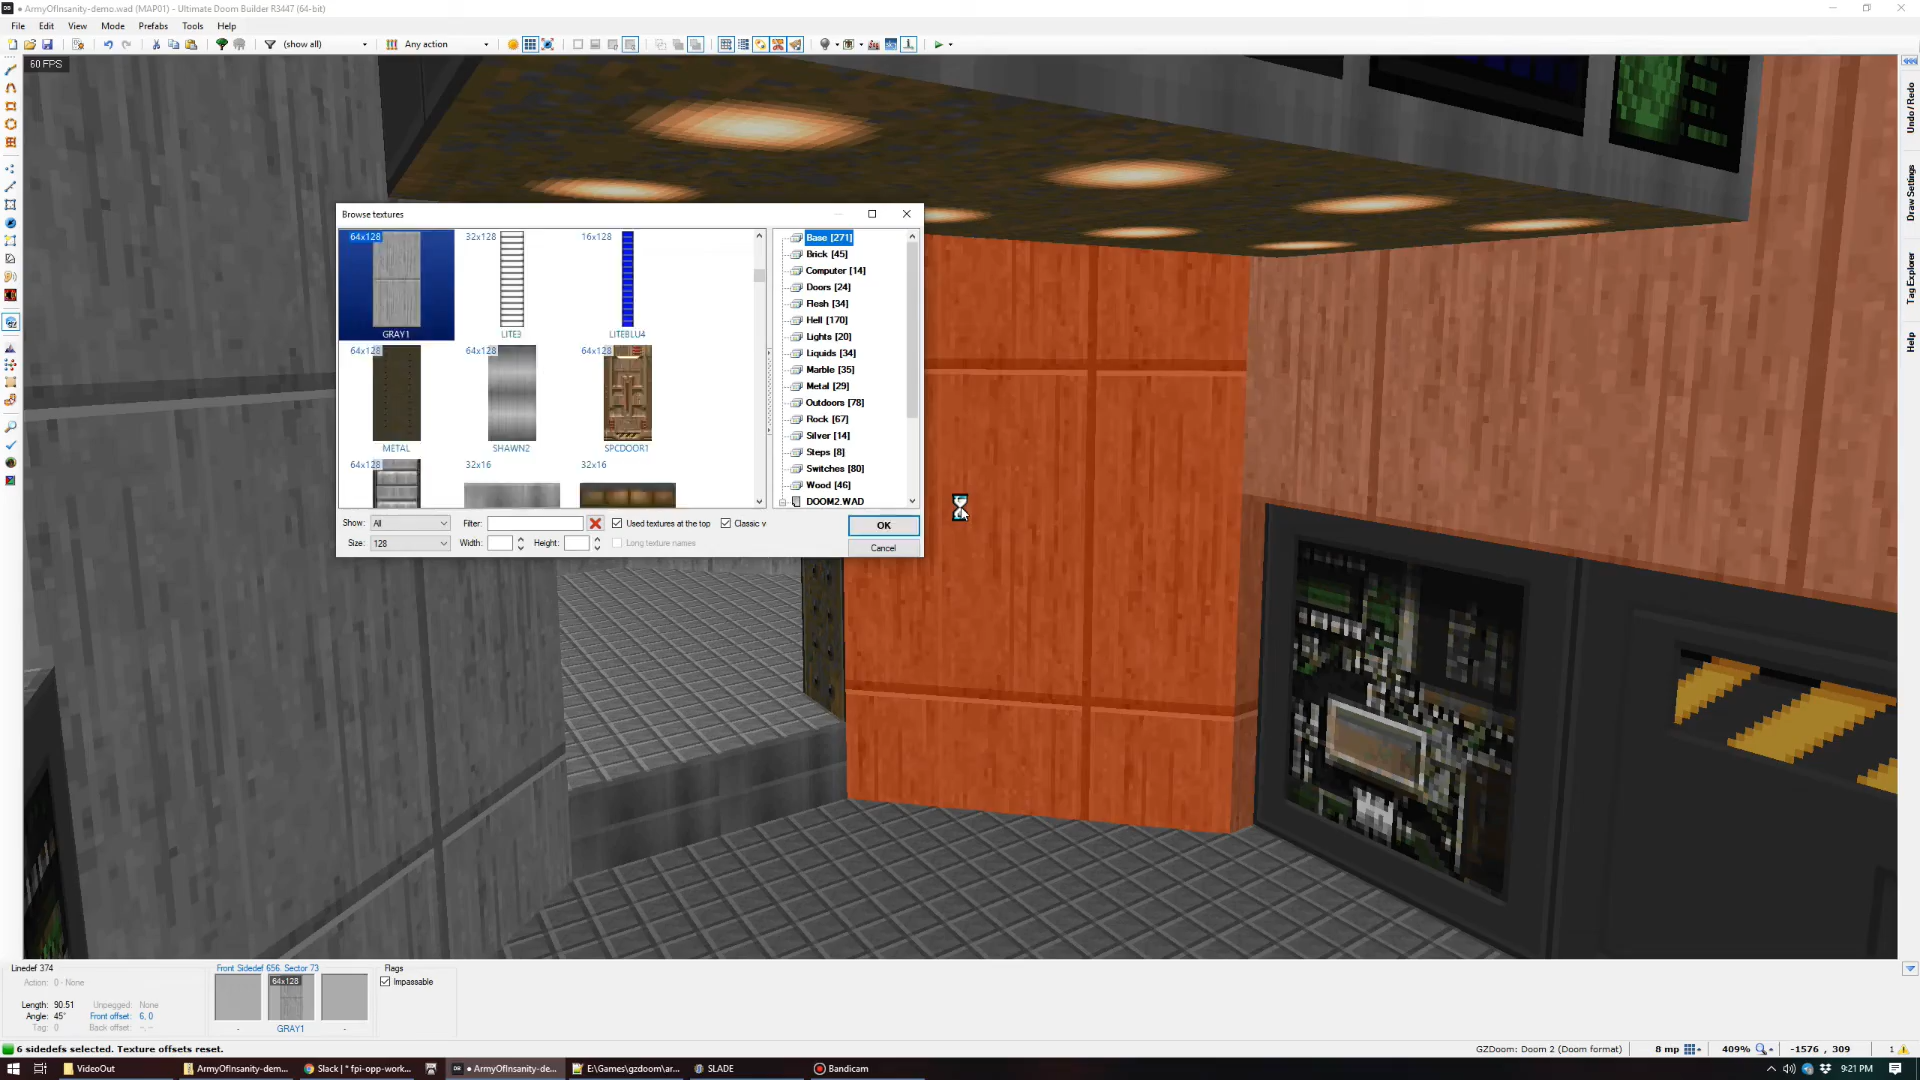 ArmyOfInsanity-demo.wad (MAP01) - Ultimate Doom Builder R3447 (64-bit)
File Edit View Mode Prefabs Tools Help
(show all) Any action
60 FPS
Undo/Redo
Draw Settings
Tag Explorer
Help
Browse textures
64x128 32x128 16x128
GRAY1 LITE3 LITEBLU4
64x128 64x128 64x128
METAL SHAWN2 SPCDOOR1
64x128 32x16 32x16
Base [271]
Brick [45]
Computer [14]
Doors [24]
Flesh [34]
Hell [170]
Lights [20]
Liquids [34]
Marble [35]
Metal [29]
Outdoors [78]
Rock [67]
Silver [14]
Steps [8]
Switches [80]
Wood [46]
DOOM2.WAD
Show: All Filter: Used textures at the top Classic v OK
Size: 128 Width: Height: Long texture names Cancel
Linedef 374 Front Sidedef 656. Sector 73 Flags
Action: 0 - None 64x128 Impassable
Length: 90.51 Unpegged: None
Angle: 45° Front offset: 6, 0
Tag: 0 Back offset: --, --
- GRAY1 -
6 sidedefs selected. Texture offsets reset. GZDoom: Doom 2 (Doom format) 8 mp 409% -1576 , 309 1
VideoOut ArmyOfInsanity-dem... Slack | * fpi-opp-work... ArmyOfInsanity-de... E:\Games\gzdoom\ar... SLADE Bandicam 9:21 PM